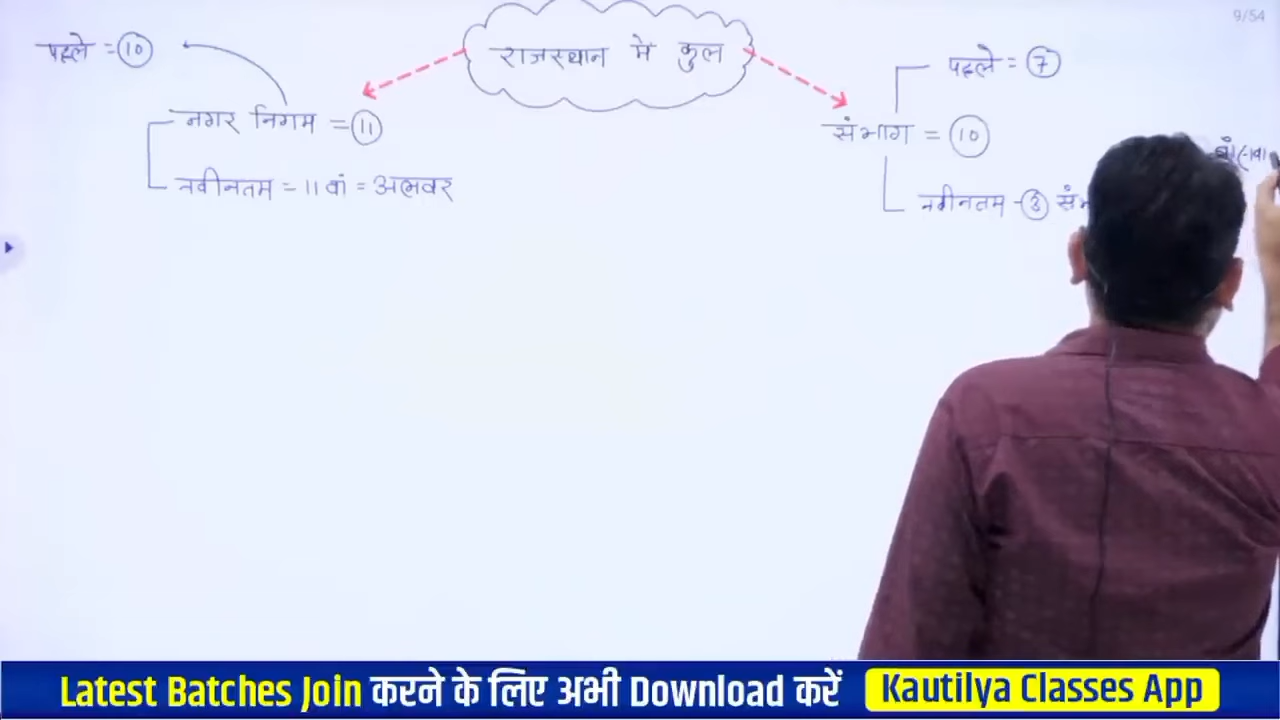 9/54
राजस्थान में कुल
पहले = 10
नगर निगम = 11
नवीनतम = 11 वां = अलवर
पहले = 7
संभाग = 10
नवीनतम - 3
Latest Batches Join करने के लिए अभी Download करें
Kautilya Classes App